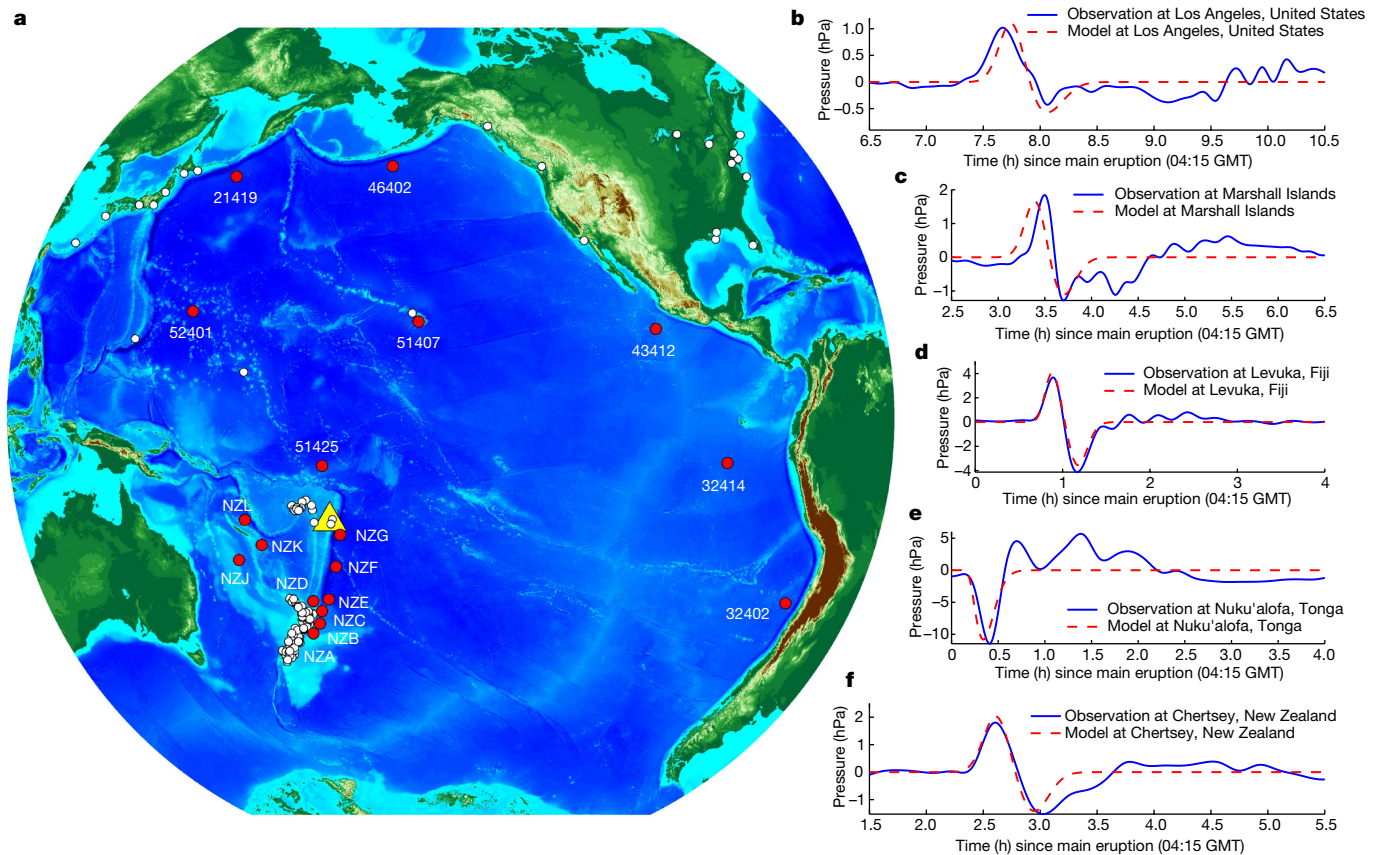 a
21419
46402
52401
51407
43412
51425
32414
NZL
NZG
NZK
NZJ
NZF
NZD
NZE
NZC
NZB
NZA
32402
b
Pressure (hPa)
1.0
0.5
0
−0.5
Observation at Los Angeles, United States
Model at Los Angeles, United States
6.5 7.0 7.5 8.0 8.5 9.0 9.5 10.0 10.5
Time (h) since main eruption (04:15 GMT)
c
Pressure (hPa)
2
1
0
−1
Observation at Marshall Islands
Model at Marshall Islands
2.5 3.0 3.5 4.0 4.5 5.0 5.5 6.0 6.5
Time (h) since main eruption (04:15 GMT)
d
Pressure (hPa)
4
2
0
−2
−4
Observation at Levuka, Fiji
Model at Levuka, Fiji
0 1 2 3 4
Time (h) since main eruption (04:15 GMT)
e
Pressure (hPa)
5
0
−5
−10
Observation at Nuku'alofa, Tonga
Model at Nuku'alofa, Tonga
0 0.5 1.0 1.5 2.0 2.5 3.0 3.5 4.0
Time (h) since main eruption (04:15 GMT)
f
Pressure (hPa)
2
1
0
−1
Observation at Chertsey, New Zealand
Model at Chertsey, New Zealand
1.5 2.0 2.5 3.0 3.5 4.0 4.5 5.0 5.5
Time (h) since main eruption (04:15 GMT)